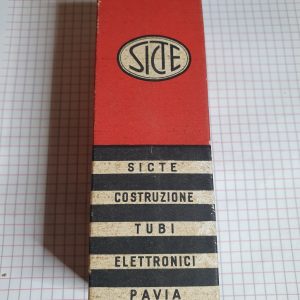 SICTE
SICTE
COSTRUZIONE
TUBI
ELETTRONICI
PAVIA